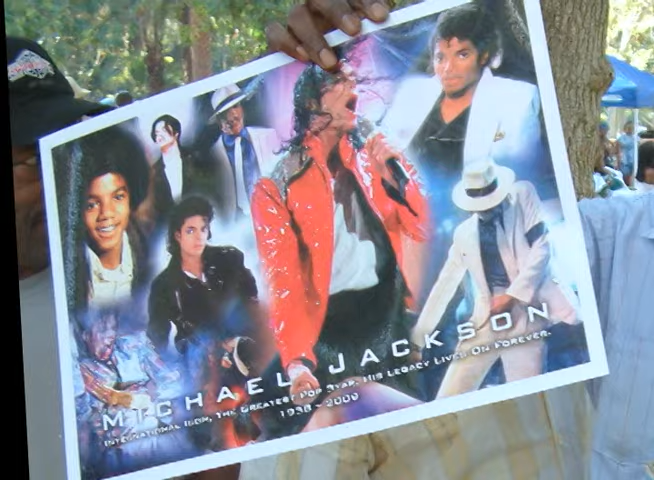 MICHAEL JACKSON
INTERNATIONAL ICON, THE GREATEST POP STAR. HIS LEGACY LIVES ON FOREVER.
1958 - 2009